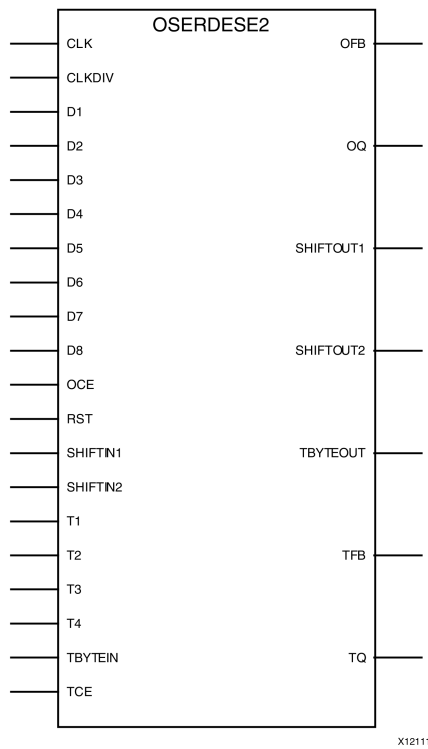 OSERDESE2
CLK
OFB
CLKDIV
D1
D2
OQ
D3
D4
D5
SHIFTOUT1
D6
D7
D8
SHIFTOUT2
OCE
RST
SHIFTIN1
TBYTEOUT
SHIFTIN2
T1
T2
TFB
T3
T4
TBYTEIN
TQ
TCE
X12111